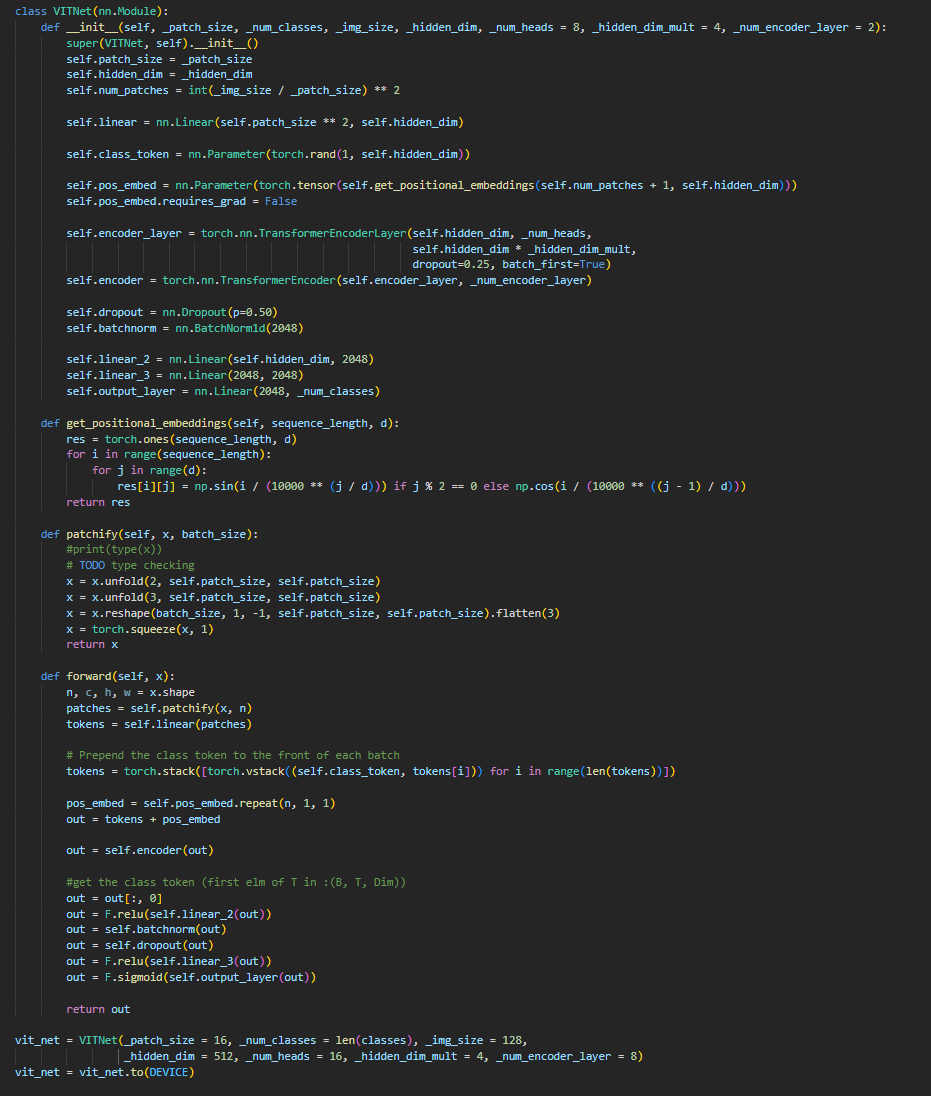 class VITNet(nn.Module):
    def __init__(self, _patch_size, _num_classes, _img_size, _hidden_dim, _num_heads = 8, _hidden_dim_mult = 4, _num_encoder_layer = 2):
        super(VITNet, self).__init__()
        self.patch_size = _patch_size
        self.hidden_dim = _hidden_dim
        self.num_patches = int(_img_size / _patch_size) ** 2

        self.linear = nn.Linear(self.patch_size ** 2, self.hidden_dim)

        self.class_token = nn.Parameter(torch.rand(1, self.hidden_dim))

        self.pos_embed = nn.Parameter(torch.tensor(self.get_positional_embeddings(self.num_patches + 1, self.hidden_dim)))
        self.pos_embed.requires_grad = False

        self.encoder_layer = torch.nn.TransformerEncoderLayer(self.hidden_dim, _num_heads,
                                                              self.hidden_dim * _hidden_dim_mult,
                                                              dropout=0.25, batch_first=True)
        self.encoder = torch.nn.TransformerEncoder(self.encoder_layer, _num_encoder_layer)

        self.dropout = nn.Dropout(p=0.50)
        self.batchnorm = nn.BatchNorm1d(2048)

        self.linear_2 = nn.Linear(self.hidden_dim, 2048)
        self.linear_3 = nn.Linear(2048, 2048)
        self.output_layer = nn.Linear(2048, _num_classes)

    def get_positional_embeddings(self, sequence_length, d):
        res = torch.ones(sequence_length, d)
        for i in range(sequence_length):
            for j in range(d):
                res[i][j] = np.sin(i / (10000 ** (j / d))) if j % 2 == 0 else np.cos(i / (10000 ** ((j - 1) / d)))
        return res

    def patchify(self, x, batch_size):
        #print(type(x))
        # TODO type checking
        x = x.unfold(2, self.patch_size, self.patch_size)
        x = x.unfold(3, self.patch_size, self.patch_size)
        x = x.reshape(batch_size, 1, -1, self.patch_size, self.patch_size).flatten(3)
        x = torch.squeeze(x, 1)
        return x

    def forward(self, x):
        n, c, h, w = x.shape
        patches = self.patchify(x, n)
        tokens = self.linear(patches)

        # Prepend the class token to the front of each batch
        tokens = torch.stack([torch.vstack((self.class_token, tokens[i])) for i in range(len(tokens))])

        pos_embed = self.pos_embed.repeat(n, 1, 1)
        out = tokens + pos_embed

        out = self.encoder(out)

        #get the class token (first elm of T in :(B, T, Dim))
        out = out[:, 0]
        out = F.relu(self.linear_2(out))
        out = self.batchnorm(out)
        out = self.dropout(out)
        out = F.relu(self.linear_3(out))
        out = F.sigmoid(self.output_layer(out))

        return out

vit_net = VITNet(_patch_size = 16, _num_classes = len(classes), _img_size = 128,
                 _hidden_dim = 512, _num_heads = 16, _hidden_dim_mult = 4, _num_encoder_layer = 8)
vit_net = vit_net.to(DEVICE)